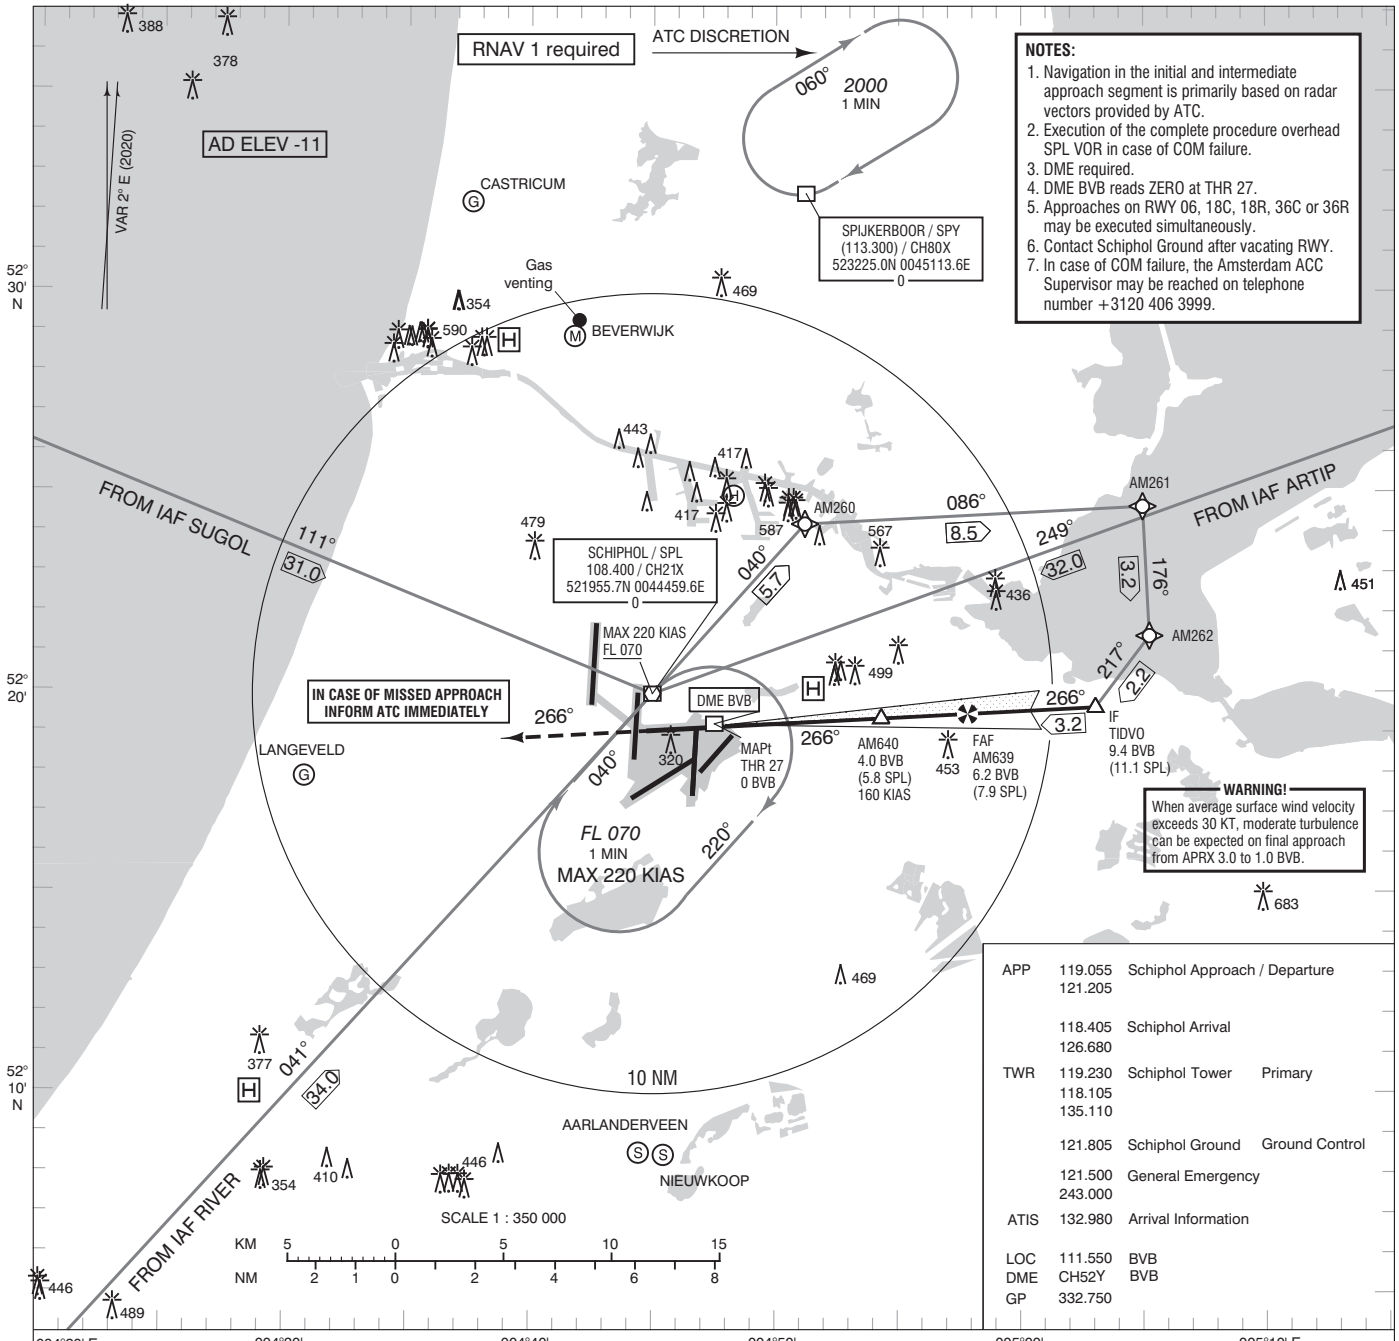 388
378
VAR 2° E (2020)
AD ELEV -11
RNAV 1 required
ATC DISCRETION
060°
2000
1 MIN
NOTES:
1. Navigation in the initial and intermediate
approach segment is primarily based on radar
vectors provided by ATC.
2. Execution of the complete procedure overhead
SPL VOR in case of COM failure.
3. DME required.
4. DME BVB reads ZERO at THR 27.
5. Approaches on RWY 06, 18C, 18R, 36C or 36R
may be executed simultaneously.
6. Contact Schiphol Ground after vacating RWY.
7. In case of COM failure, the Amsterdam ACC
Supervisor may be reached on telephone
number +3120 406 3999.
CASTRICUM
G
SPIJKERBOOR / SPY
(113.300) / CH80X
523225.0N 0045113.6E
0
52°
30'
N
Gas
venting
354
469
590
H
M
BEVERWIJK
443
417
H
417
587
AM260
479
567
086°
8.5
AM261
249°
32.0
FROM IAF ARTIP
FROM IAF SUGOL
111°
31.0
SCHIPHOL / SPL
108.400 / CH21X
521955.7N 0044459.6E
0
040°
5.7
436
3.2
176°
451
AM262
MAX 220 KIAS
FL 070
499
217°
2.2
52°
20'
N
IN CASE OF MISSED APPROACH
INFORM ATC IMMEDIATELY
DME BVB
H
266°
266°
3.2
266°
LANGEVELD
G
320
040°
MAPt
THR 27
0 BVB
AM640
4.0 BVB
(5.8 SPL)
160 KIAS
453
FAF
AM639
6.2 BVB
(7.9 SPL)
IF
TIDVO
9.4 BVB
(11.1 SPL)
WARNING!
When average surface wind velocity
exceeds 30 KT, moderate turbulence
can be expected on final approach
from APRX 3.0 to 1.0 BVB.
FL 070
1 MIN
MAX 220 KIAS
220°
683
469
377
H
041°
34.0
52°
10'
N
10 NM
AARLANDERVEEN
S
S
NIEUWKOOP
354
410
446
FROM IAF RIVER
446
489
SCALE 1 : 350 000
KM 5 0 5 10 15
NM 2 1 0 2 4 6 8
APP 119.055 Schiphol Approach / Departure
121.205
118.405 Schiphol Arrival
126.680
TWR 119.230 Schiphol Tower Primary
118.105
135.110
121.805 Schiphol Ground Ground Control
121.500 General Emergency
243.000
ATIS 132.980 Arrival Information
LOC 111.550 BVB
DME CH52Y BVB
GP 332.750